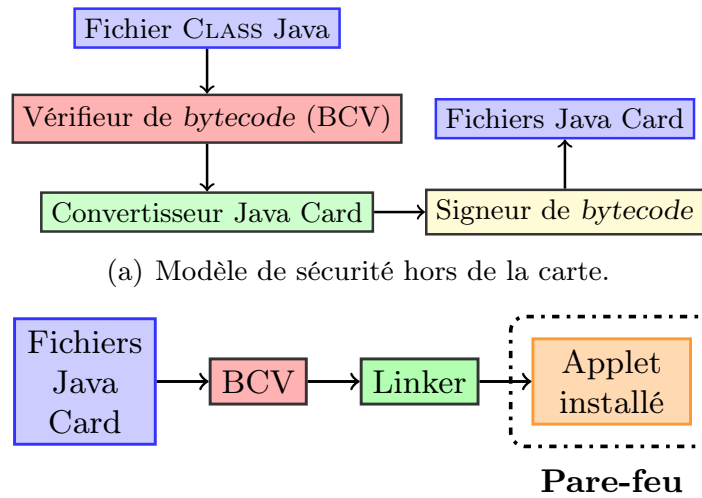 Fichier CLASS Java
Vérifieur de bytecode (BCV)
Fichiers Java Card
Convertisseur Java Card
Signeur de bytecode
(a) Modèle de sécurité hors de la carte.
Fichiers
Java
Card
BCV
Linker
Applet
installé
Pare-feu